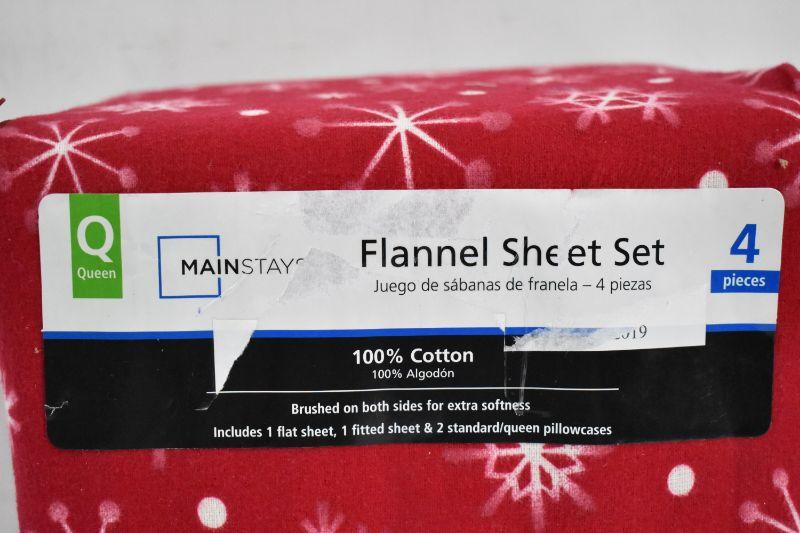 Q
Queen
MAINSTAYS
Flannel Sheet Set
Juego de sábanas de franela – 4 piezas
4
pieces
100% Cotton
100% Algodón
Brushed on both sides for extra softness
Includes 1 flat sheet, 1 fitted sheet & 2 standard/queen pillowcases